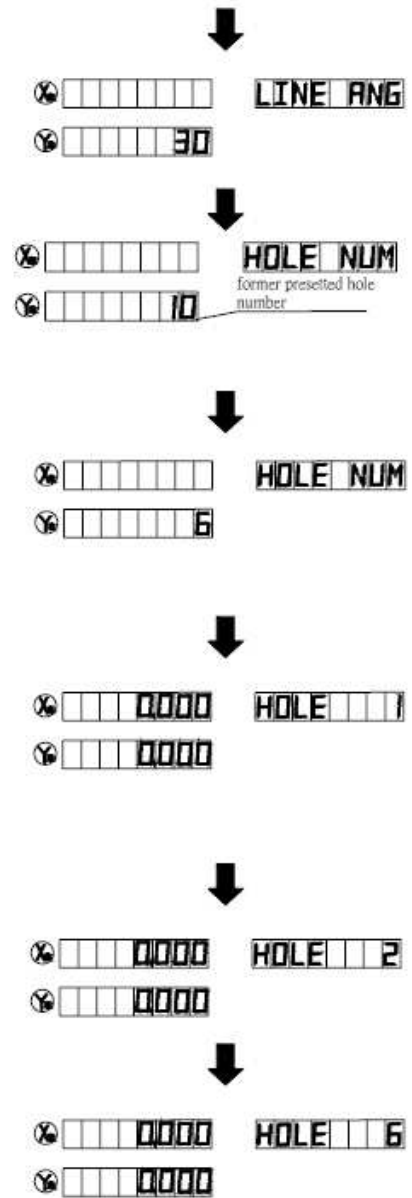 X LINE ANG
Y 30
X HOLE NUM
Y 10 former presetted hole
number
X HOLE NUM
Y 6
X 0.000 HOLE 1
Y 0.000
X 0.000 HOLE 2
Y 0.000
X 0.000 HOLE 6
Y 0.000